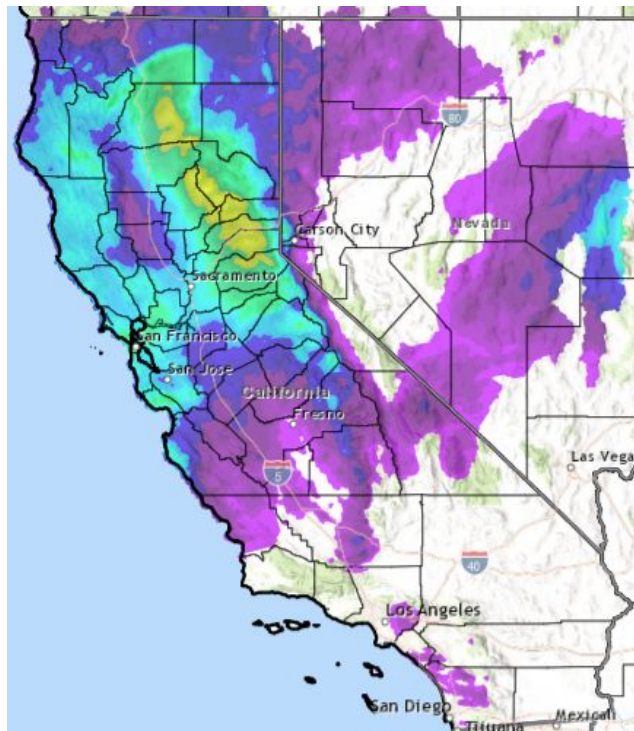 80
Nevada
Carson City
Sacramento
San Francisco
San Jose
California
Fresno
5
Las Vega
40
Los Angeles
San Diego
Tijuana
Mexicali